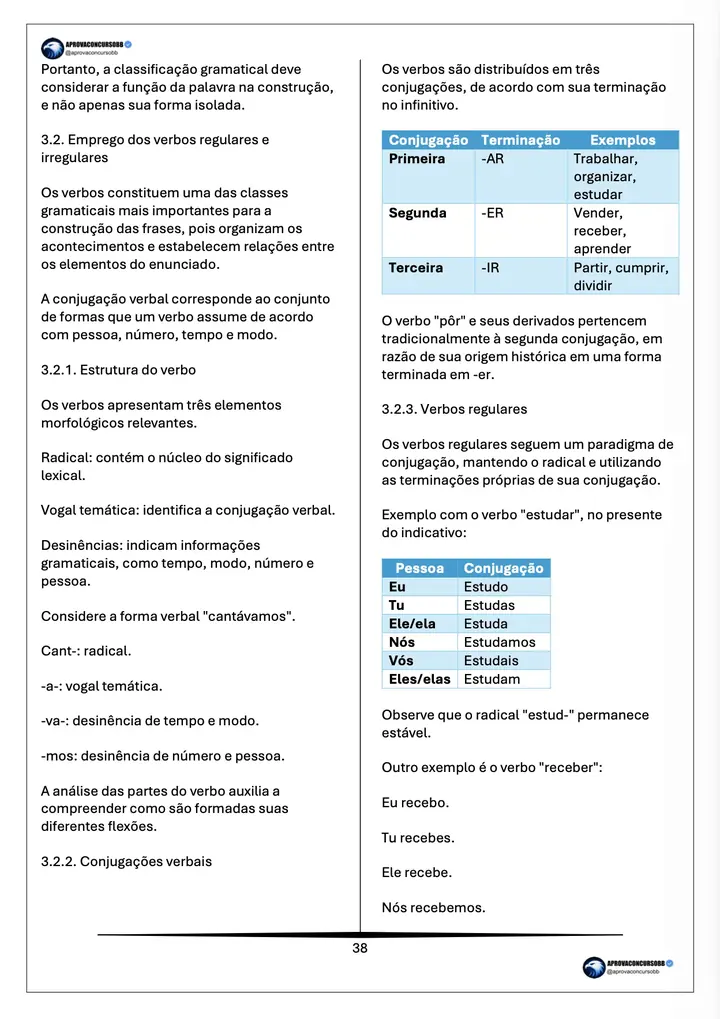 APROVACONCURSOBB
@aprovaconcursobb
Portanto, a classificação gramatical deve
considerar a função da palavra na construção,
e não apenas sua forma isolada.
3.2. Emprego dos verbos regulares e
irregulares
Os verbos constituem uma das classes
gramaticais mais importantes para a
construção das frases, pois organizam os
acontecimentos e estabelecem relações entre
os elementos do enunciado.
A conjugação verbal corresponde ao conjunto
de formas que um verbo assume de acordo
com pessoa, número, tempo e modo.
3.2.1. Estrutura do verbo
Os verbos apresentam três elementos
morfológicos relevantes.
Radical: contém o núcleo do significado
lexical.
Vogal temática: identifica a conjugação verbal.
Desinências: indicam informações
gramaticais, como tempo, modo, número e
pessoa.
Considere a forma verbal "cantávamos".
Cant-: radical.
-a-: vogal temática.
-va-: desinência de tempo e modo.
-mos: desinência de número e pessoa.
A análise das partes do verbo auxilia a
compreender como são formadas suas
diferentes flexões.
3.2.2. Conjugações verbais
Os verbos são distribuídos em três
conjugações, de acordo com sua terminação
no infinitivo.
Conjugação Terminação Exemplos
Primeira -AR Trabalhar,
organizar,
estudar
Segunda -ER Vender,
receber,
aprender
Terceira -IR Partir, cumprir,
dividir
O verbo "pôr" e seus derivados pertencem
tradicionalmente à segunda conjugação, em
razão de sua origem histórica em uma forma
terminada em -er.
3.2.3. Verbos regulares
Os verbos regulares seguem um paradigma de
conjugação, mantendo o radical e utilizando
as terminações próprias de sua conjugação.
Exemplo com o verbo "estudar", no presente
do indicativo:
Pessoa Conjugação
Eu Estudo
Tu Estudas
Ele/ela Estuda
Nós Estudamos
Vós Estudais
Eles/elas Estudam
Observe que o radical "estud-" permanece
estável.
Outro exemplo é o verbo "receber":
Eu recebo.
Tu recebes.
Ele recebe.
Nós recebemos.
38
APROVACONCURSOBB
@aprovaconcursobb